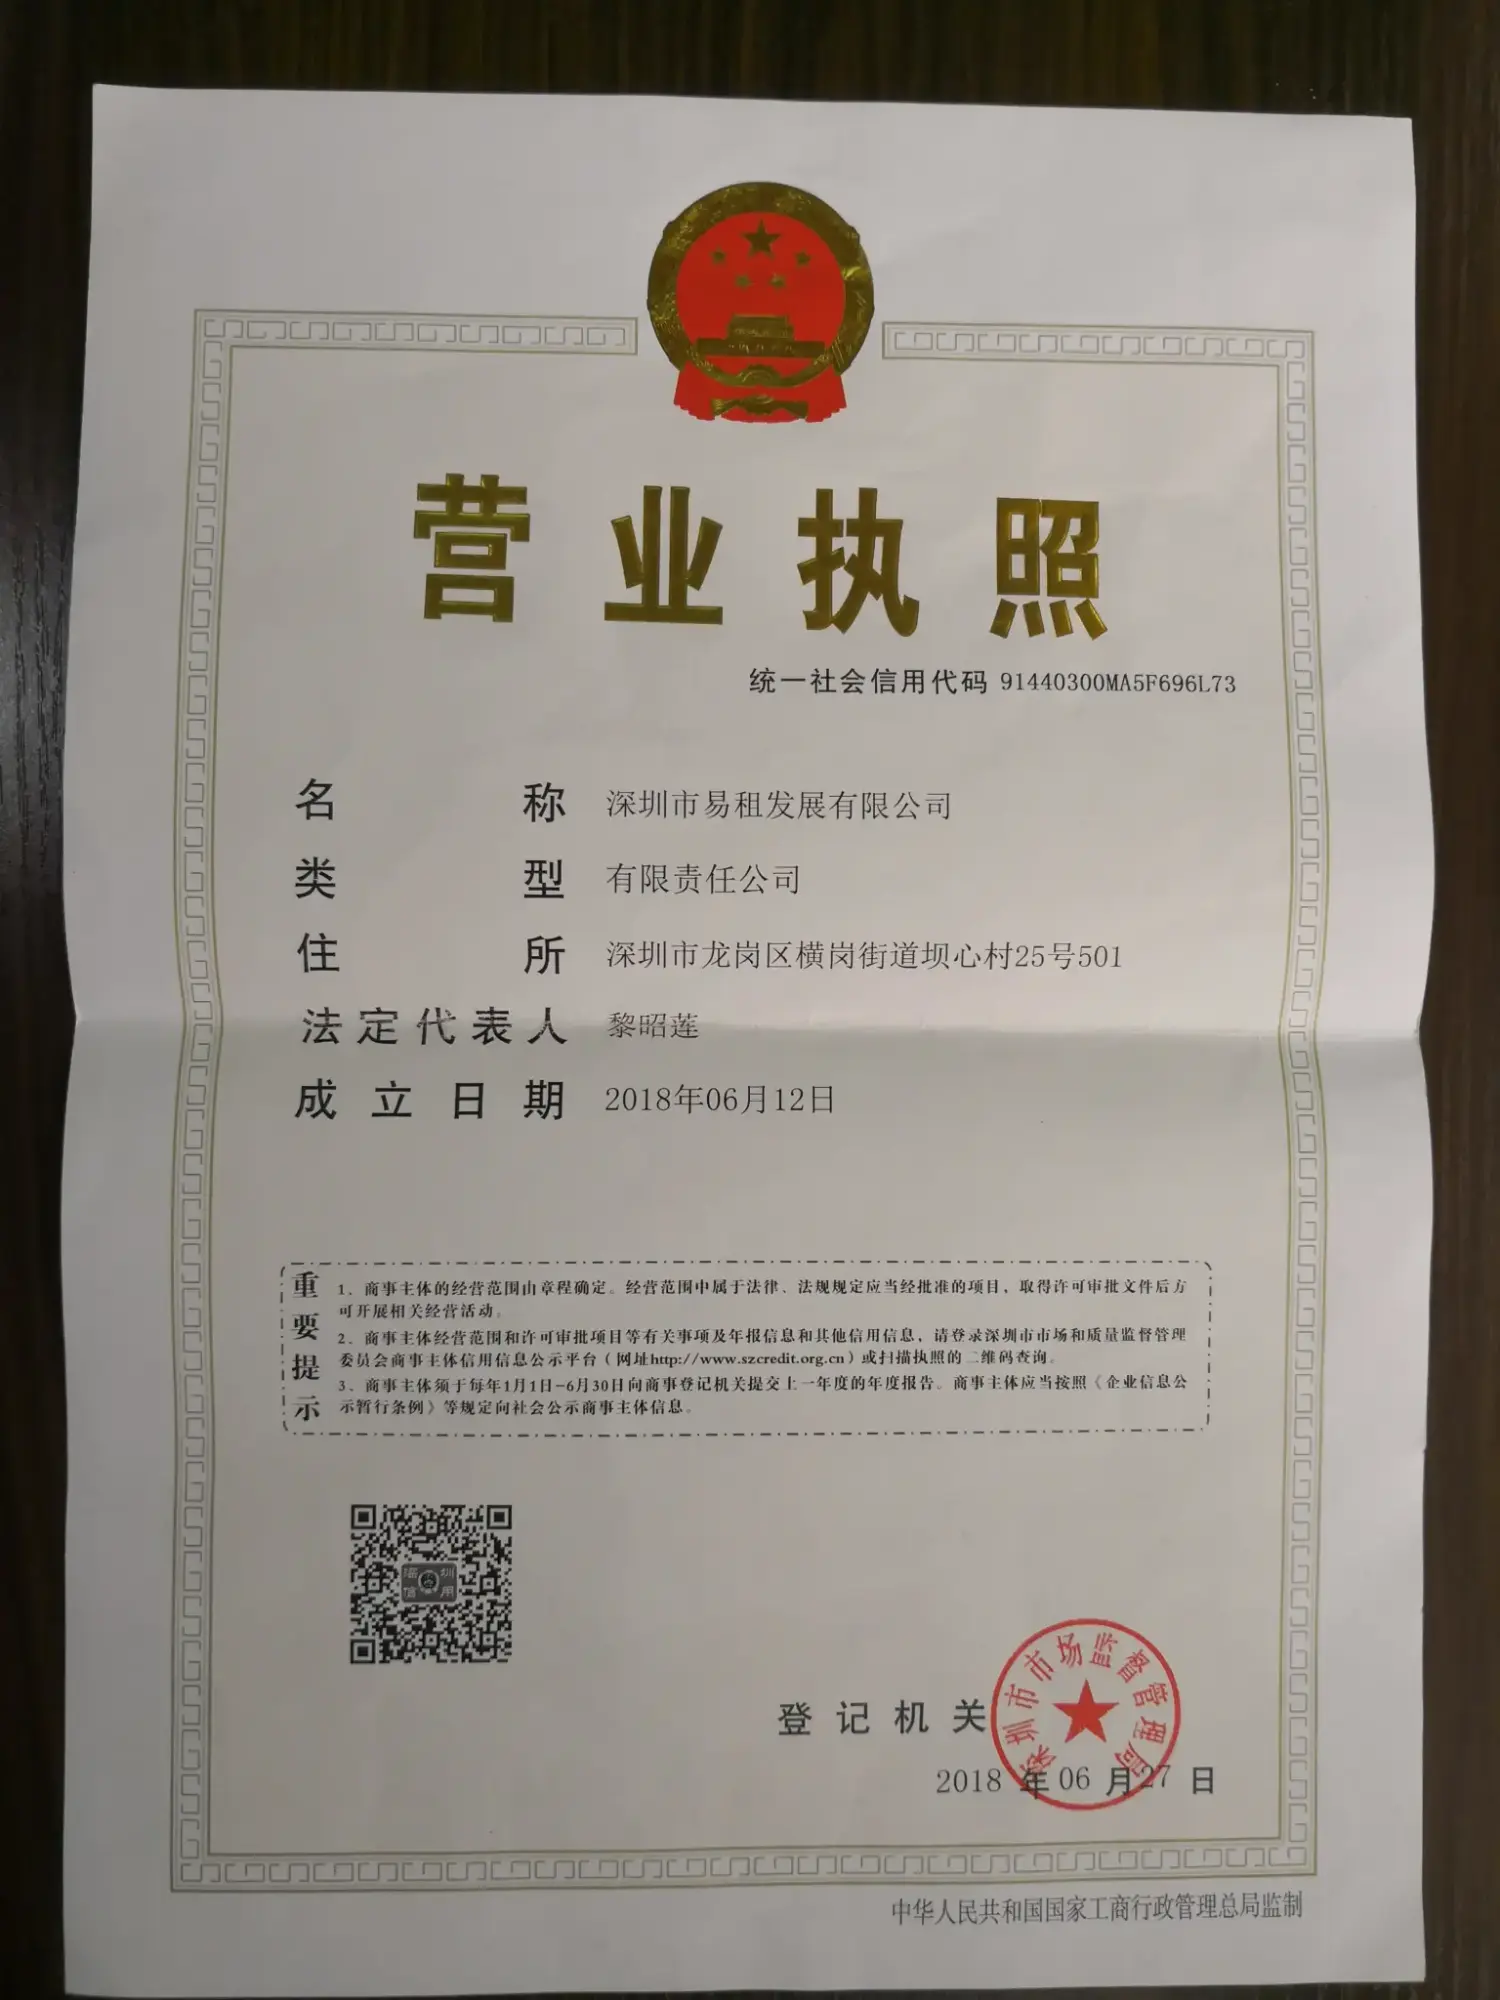 营业执照
统一社会信用代码 91440300MA5F696L73
名称 深圳市易租发展有限公司
类型 有限责任公司
住所 深圳市龙岗区横岗街道坝心村25号501
法定代表人 黎昭莲
成立日期 2018年06月12日
重要提示
1、商事主体的经营范围由章程确定。经营范围中属于法律、法规规定应当经批准的项目，取得许可审批文件后方
可开展相关经营活动。
2、商事主体经营范围和许可审批项目等有关事项及年报信息和其他信用信息，请登录深圳市市场和质量监督管理
委员会商事主体信用信息公示平台（网址http://www.szcredit.org.cn）或扫描执照的二维码查询。
3、商事主体须于每年1月1日-6月30日向商事登记机关提交上一年度的年度报告。商事主体应当按照《企业信息公
示暂行条例》等规定向社会公示商事主体信息。
深圳
信用
登记机关
深圳市市场监督管理局
2018年06月27日
中华人民共和国国家工商行政管理总局监制